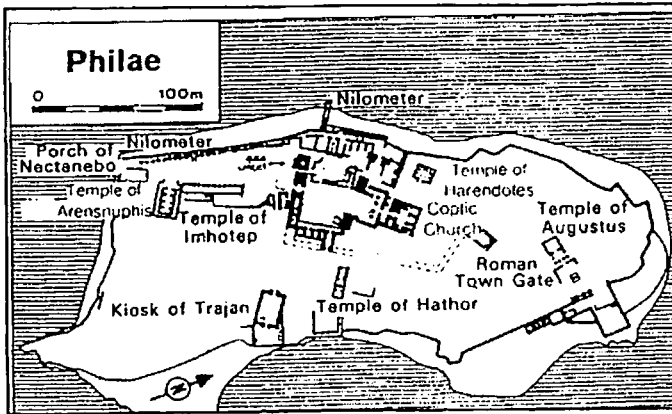 Philae
0 100m
Nilometer
Nilometer
Porch of
Nectanebo
Temple of
Arensnuphis
Temple of
Imhotep
Temple of
Harendotes
Coptic
Church
Temple of
Augustus
Roman
Town Gate
B
Kiosk of Trajan
Temple of Hathor
N